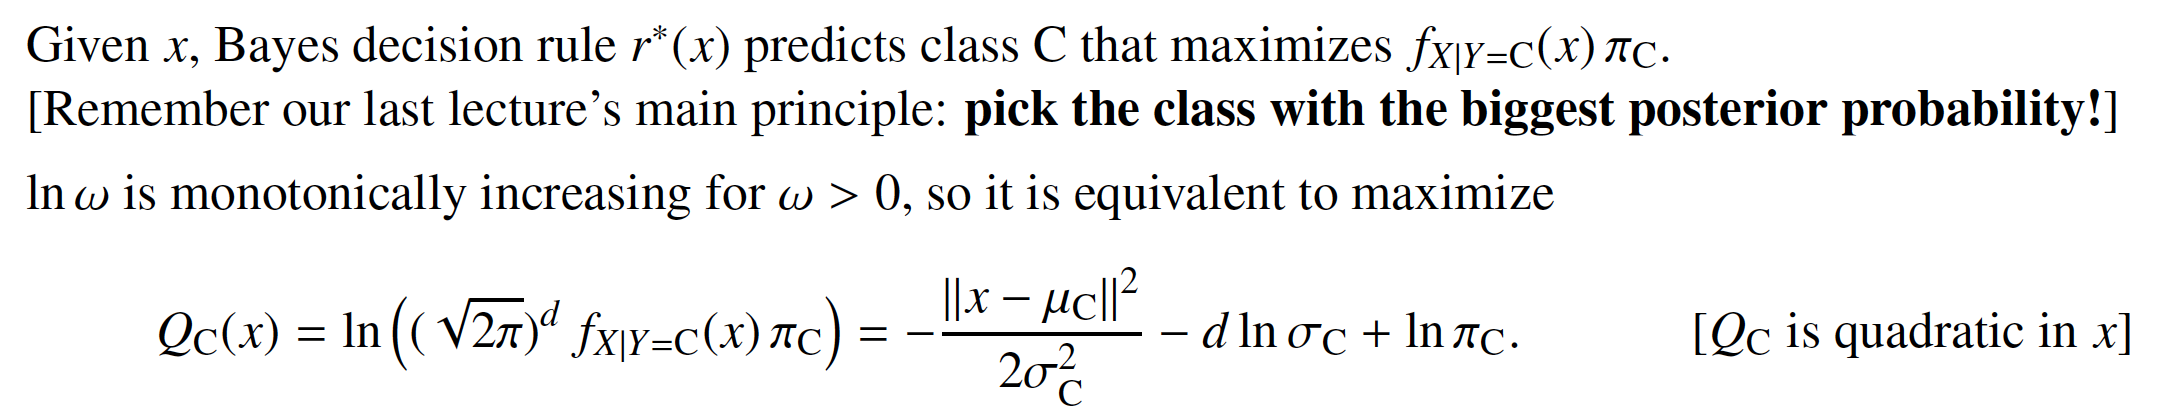 Given x, Bayes decision rule r*(x) predicts class C that maximizes f_{X|Y=C}(x) π_C.
[Remember our last lecture’s main principle: pick the class with the biggest posterior probability!]
ln ω is monotonically increasing for ω > 0, so it is equivalent to maximize
Q_C(x) = ln((√2π)^d f_{X|Y=C}(x) π_C) = −‖x − μ_C‖²/(2σ_C²) − d ln σ_C + ln π_C. [Q_C is quadratic in x]